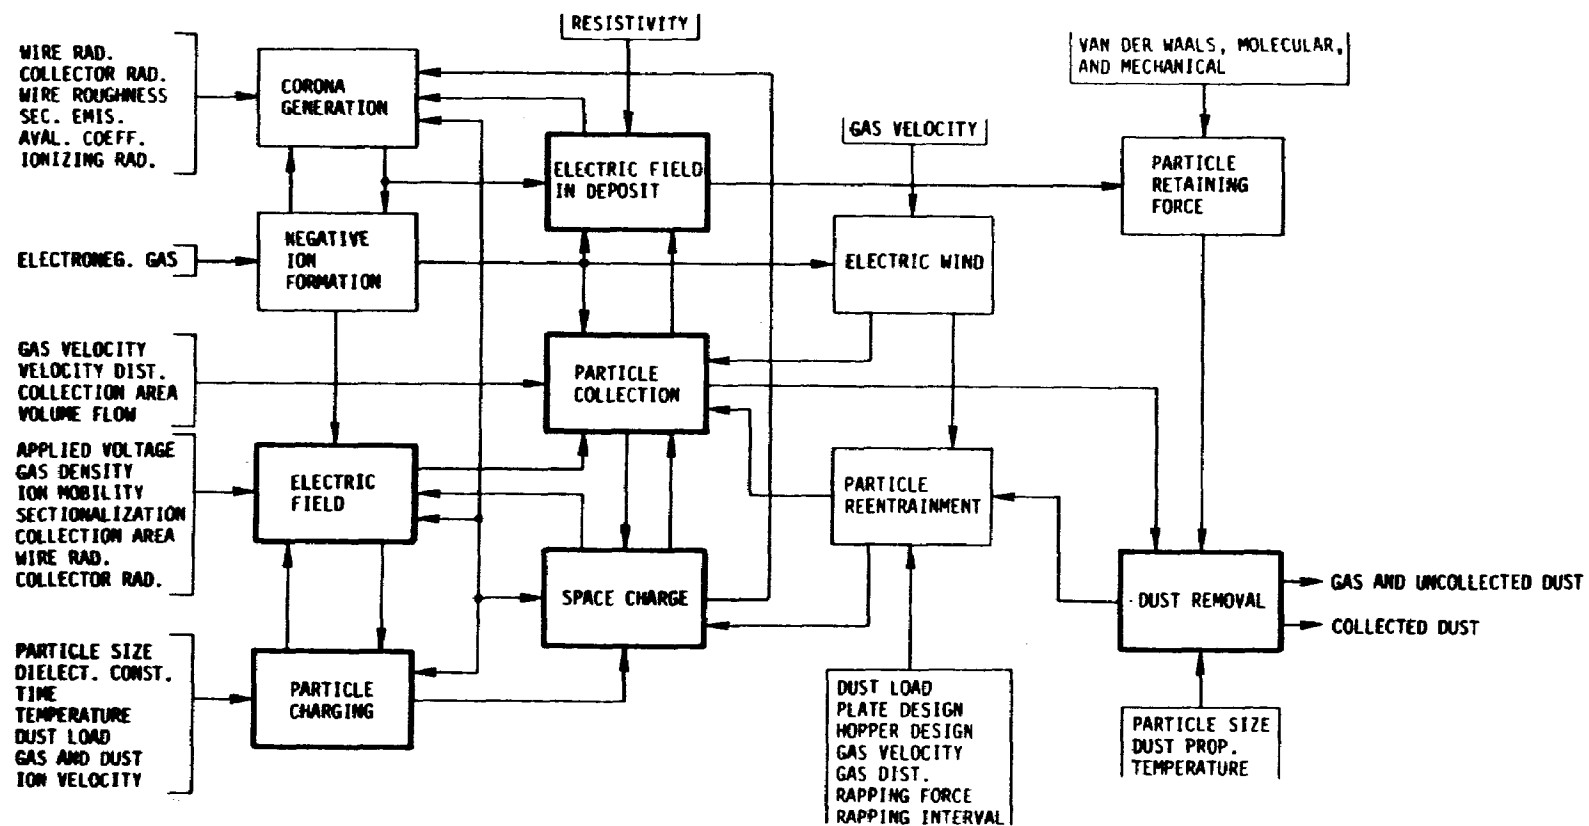 RESISTIVITY
VAN DER WAALS, MOLECULAR,
AND MECHANICAL
WIRE RAD.
COLLECTOR RAD.
WIRE ROUGHNESS
SEC. EMIS.
AVAL. COEFF.
IONIZING RAD.
CORONA
GENERATION
GAS VELOCITY
ELECTRIC FIELD
IN DEPOSIT
PARTICLE
RETAINING
FORCE
ELECTRONEG. GAS
NEGATIVE
ION
FORMATION
ELECTRIC WIND
GAS VELOCITY
VELOCITY DIST.
COLLECTION AREA
VOLUME FLOW
PARTICLE
COLLECTION
APPLIED VOLTAGE
GAS DENSITY
ION MOBILITY
SECTIONALIZATION
COLLECTION AREA
WIRE RAD.
COLLECTOR RAD.
ELECTRIC
FIELD
PARTICLE
REENTRAINMENT
SPACE CHARGE
DUST REMOVAL
GAS AND UNCOLLECTED DUST
COLLECTED DUST
PARTICLE SIZE
DIELECT. CONST.
TIME
TEMPERATURE
DUST LOAD
GAS AND DUST
ION VELOCITY
PARTICLE
CHARGING
DUST LOAD
PLATE DESIGN
HOPPER DESIGN
GAS VELOCITY
GAS DIST.
RAPPING FORCE
RAPPING INTERVAL
PARTICLE SIZE
DUST PROP.
TEMPERATURE